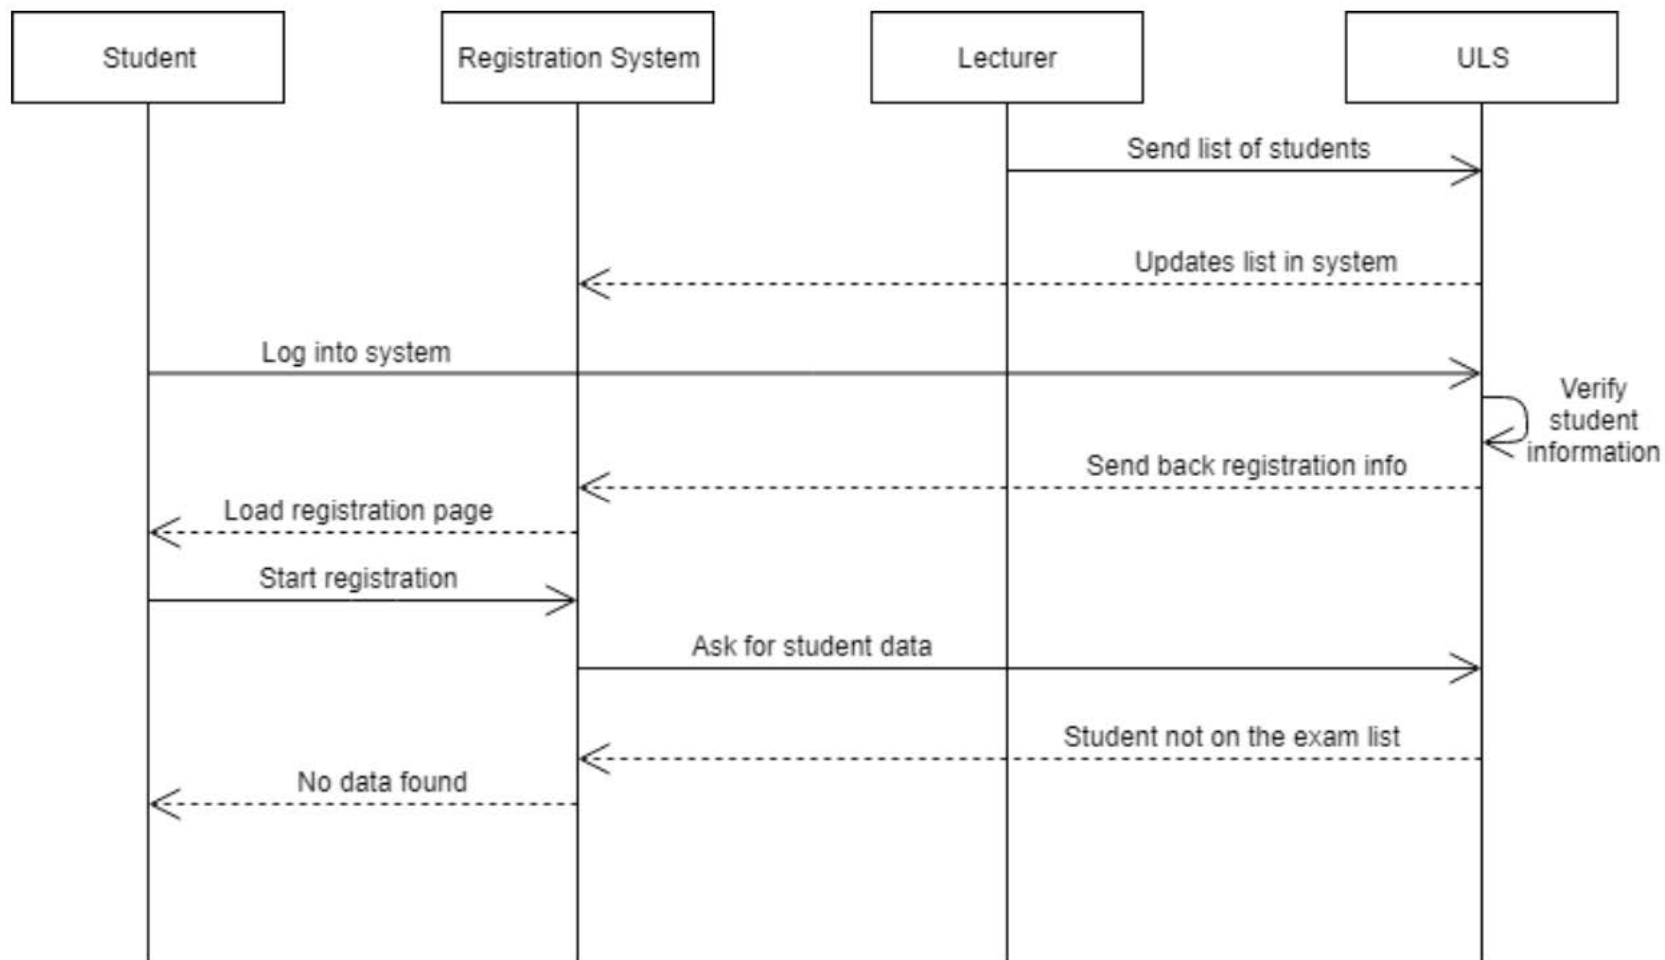 Student
Registration System
Lecturer
ULS
Send list of students
Updates list in system
Log into system
Verify
student
information
Send back registration info
Load registration page
Start registration
Ask for student data
Student not on the exam list
No data found